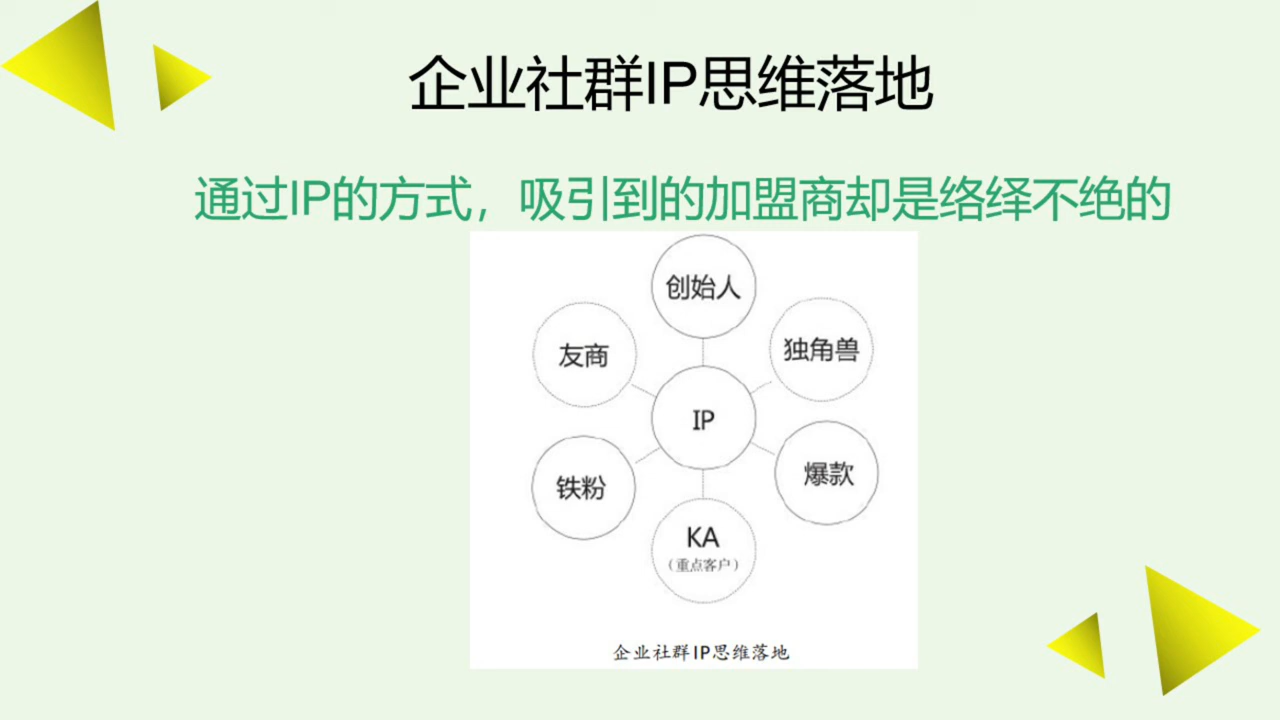 企业社群IP思维落地
通过IP的方式，吸引到的加盟商却是络绎不绝的
创始人
友商
独角兽
IP
铁粉
爆款
KA
（重点客户）
企业社群IP思维落地